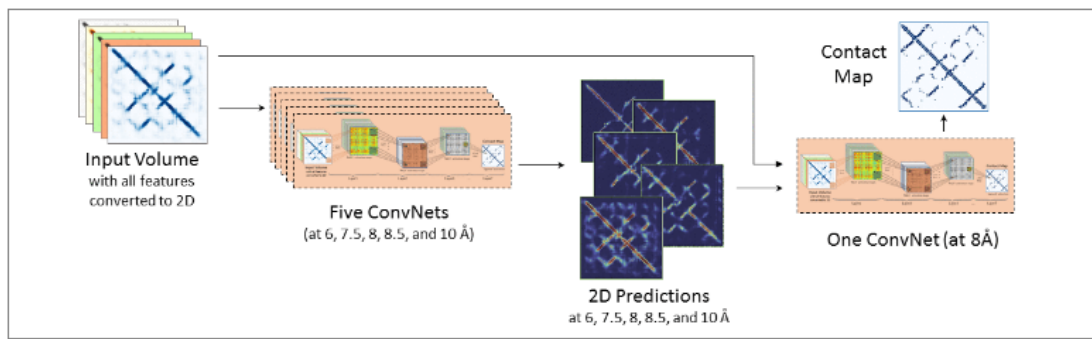 Input Volume
with all features
converted to 2D
Five ConvNets
(at 6, 7.5, 8, 8.5, and 10 Å)
2D Predictions
at 6, 7.5, 8, 8.5, and 10 Å
Contact
Map
One ConvNet (at 8Å)